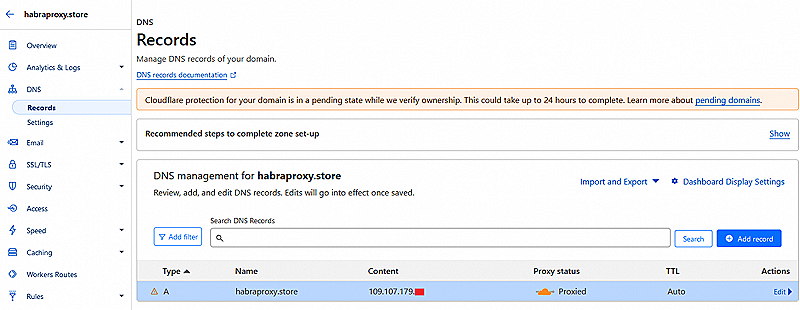 habraproxy.store
Overview
Analytics & Logs
DNS
Records
Settings
Email
SSL/TLS
Security
Access
Speed
Caching
Workers Routes
Rules
DNS
Records
Manage DNS records of your domain.
DNS records documentation
Cloudflare protection for your domain is in a pending state while we verify ownership. This could take up to 24 hours to complete. Learn more about pending domains.
Recommended steps to complete zone set-up Show
DNS management for habraproxy.store
Review, add, and edit DNS records. Edits will go into effect once saved.
Import and Export Dashboard Display Settings
Search DNS Records
Add filter Search Add record
Type Name Content Proxy status TTL Actions
A habraproxy.store 109.107.179. Proxied Auto Edit